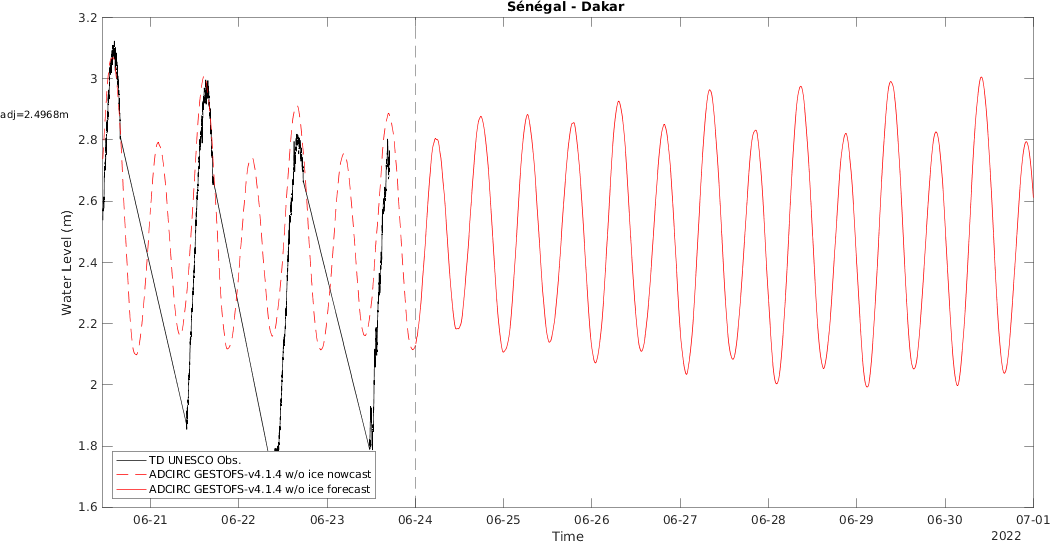 Sénégal - Dakar
adj=2.4968m
Water Level (m)
3.2
3
2.8
2.6
2.4
2.2
2
1.8
1.6
TD UNESCO Obs.
ADCIRC GESTOFS-v4.1.4 w/o ice nowcast
ADCIRC GESTOFS-v4.1.4 w/o ice forecast
06-21 06-22 06-23 06-24 06-25 06-26 06-27 06-28 06-29 06-30 07-01
Time
2022